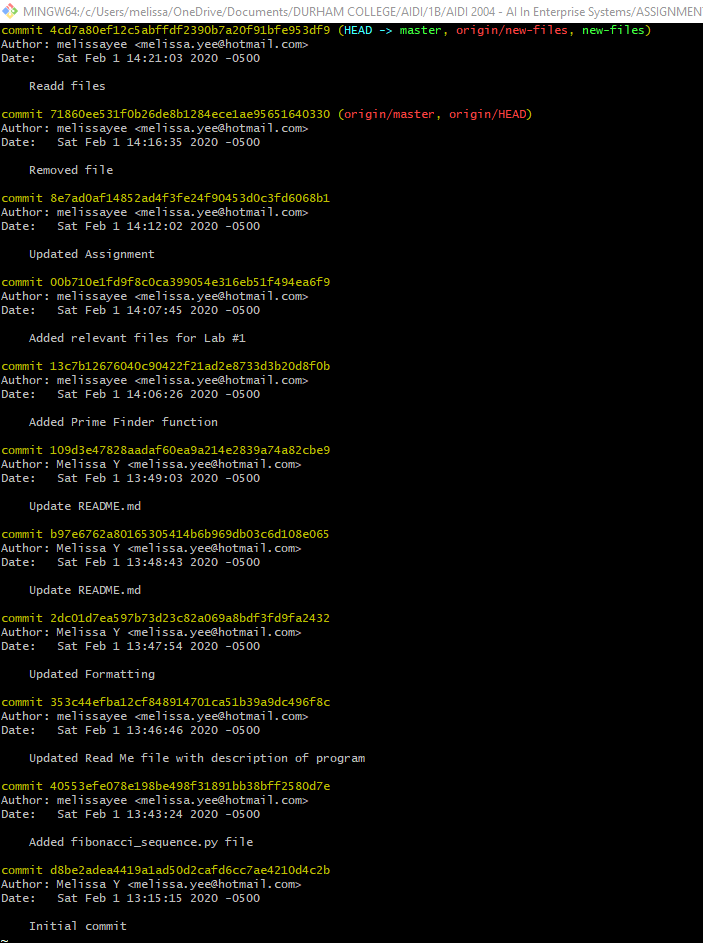 MINGW64:/c/Users/melissa/OneDrive/Documents/DURHAM COLLEGE/AIDI/1B/AIDI 2004 - AI In Enterprise Systems/ASSIGNMEN
commit 4cd7a80ef12c5abffdf2390b7a20f91bfe953df9 (HEAD -> master, origin/new-files, new-files)
Author: melissayee <melissa.yee@hotmail.com>
Date:   Sat Feb 1 14:21:03 2020 -0500
Readd files
commit 71860ee531f0b26de8b1284ece1ae95651640330 (origin/master, origin/HEAD)
Author: melissayee <melissa.yee@hotmail.com>
Date:   Sat Feb 1 14:16:35 2020 -0500
Removed file
commit 8e7ad0af14852ad4f3fe24f90453d0c3fd6068b1
Author: melissayee <melissa.yee@hotmail.com>
Date:   Sat Feb 1 14:12:02 2020 -0500
Updated Assignment
commit 00b710e1fd9f8c0ca399054e316eb51f494ea6f9
Author: melissayee <melissa.yee@hotmail.com>
Date:   Sat Feb 1 14:07:45 2020 -0500
Added relevant files for Lab #1
commit 13c7b12676040c90422f21ad2e8733d3b20d8f0b
Author: melissayee <melissa.yee@hotmail.com>
Date:   Sat Feb 1 14:06:26 2020 -0500
Added Prime Finder function
commit 109d3e47828aadaf60ea9a214e2839a74a82cbe9
Author: Melissa Y <melissa.yee@hotmail.com>
Date:   Sat Feb 1 13:49:03 2020 -0500
Update README.md
commit b97e6762a80165305414b6b969db03c6d108e065
Author: Melissa Y <melissa.yee@hotmail.com>
Date:   Sat Feb 1 13:48:43 2020 -0500
Update README.md
commit 2dc01d7ea597b73d23c82a069a8bdf3fd9fa2432
Author: Melissa Y <melissa.yee@hotmail.com>
Date:   Sat Feb 1 13:47:54 2020 -0500
Updated Formatting
commit 353c44efba12cf848914701ca51b39a9dc496f8c
Author: melissayee <melissa.yee@hotmail.com>
Date:   Sat Feb 1 13:46:46 2020 -0500
Updated Read Me file with description of program
commit 40553efe078e198be498f31891bb38bff2580d7e
Author: melissayee <melissa.yee@hotmail.com>
Date:   Sat Feb 1 13:43:24 2020 -0500
Added fibonacci_sequence.py file
commit d8be2adea4419a1ad50d2cafd6cc7ae4210d4c2b
Author: Melissa Y <melissa.yee@hotmail.com>
Date:   Sat Feb 1 13:15:15 2020 -0500
Initial commit
~